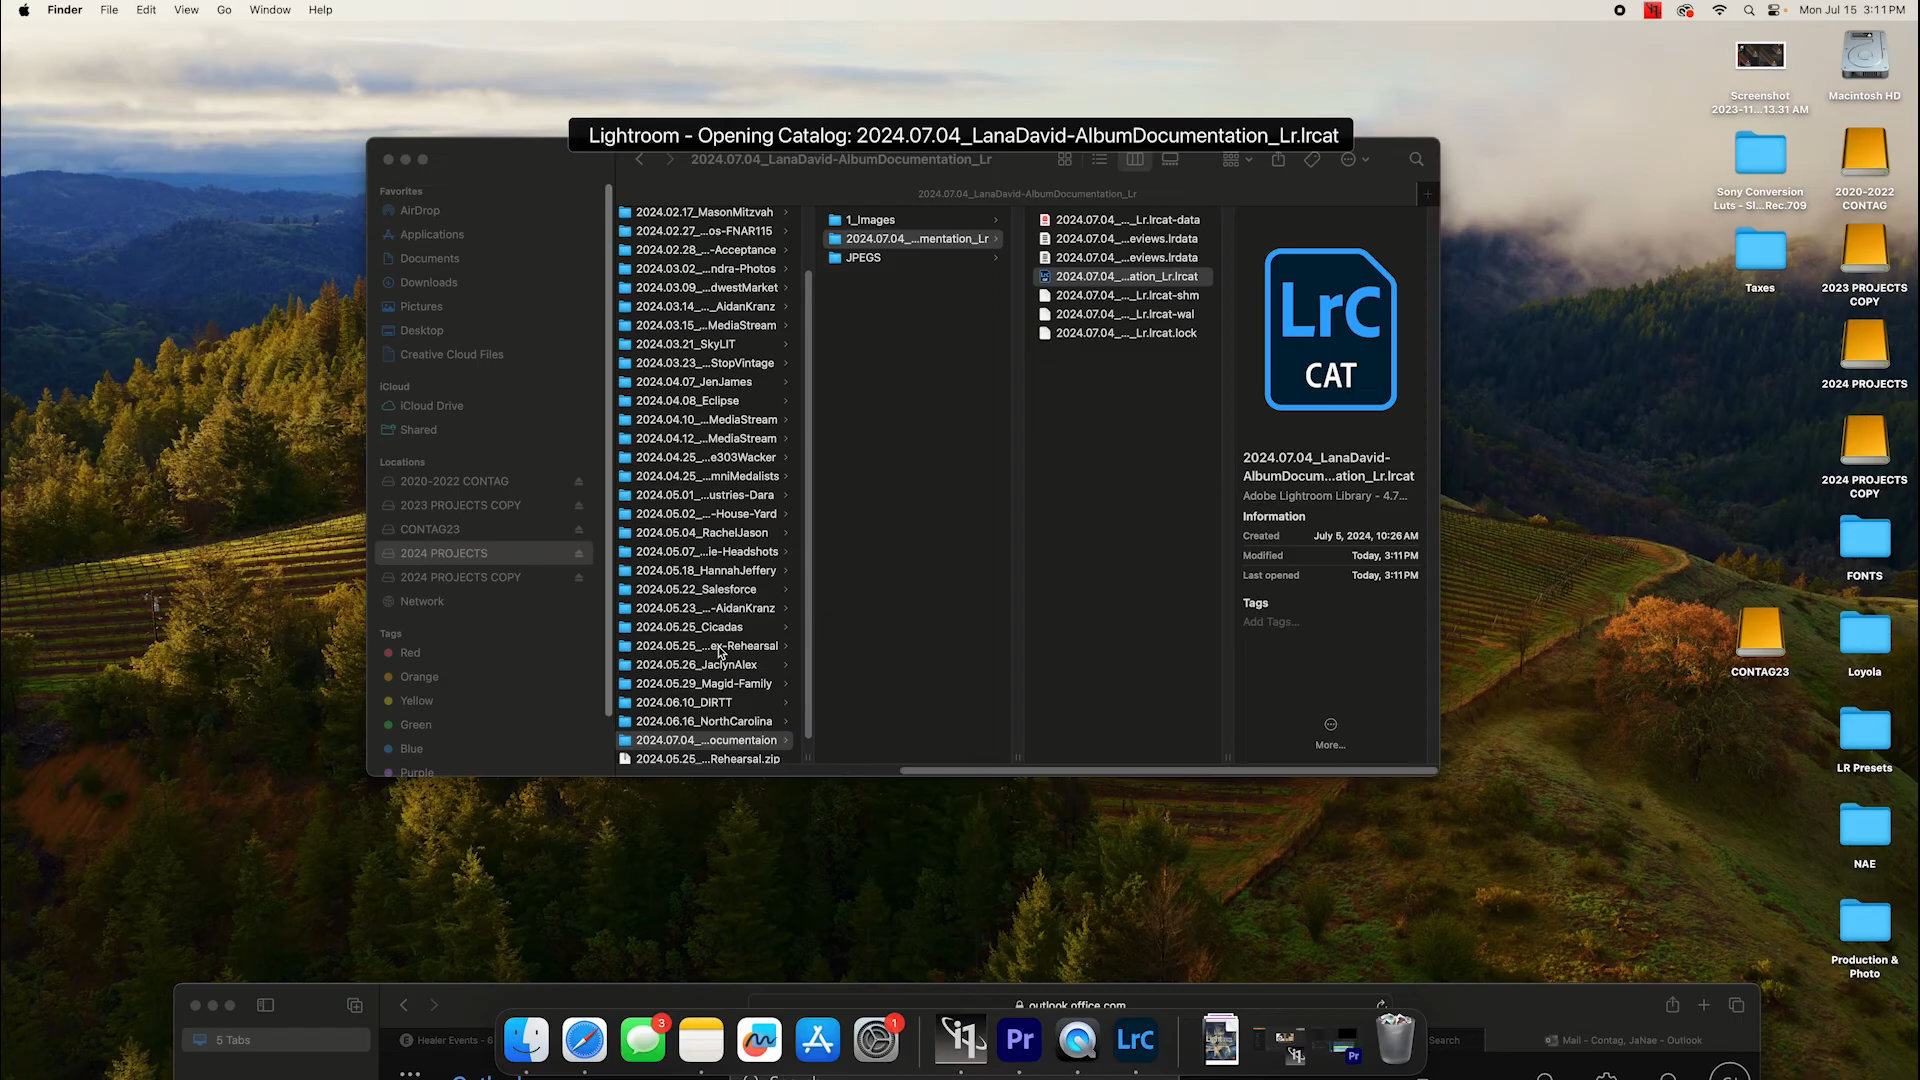 Finder File Edit View Go Window Help
Mon Jul 15 3:11 PM
Lightroom - Opening Catalog: 2024.07.04_LanaDavid-AlbumDocumentation_Lr.lrcat
2024.07.04_LanaDavid-AlbumDocumentation_Lr
2024.07.04_LanaDavid-AlbumDocumentation_Lr
Favorites
AirDrop
Applications
Documents
Downloads
Pictures
Desktop
Creative Cloud Files
iCloud
iCloud Drive
Shared
Locations
2020-2022 CONTAG
2023 PROJECTS COPY
CONTAG23
2024 PROJECTS
2024 PROJECTS COPY
Network
Tags
Red
Orange
Yellow
Green
Blue
Purple
2024.02.17_MasonMitzvah
2024.02.27_...os-FNAR115
2024.02.28_...-Acceptance
2024.03.02_...ndra-Photos
2024.03.09_...dwestMarket
2024.03.14_..._AidanKranz
2024.03.15_...MediaStream
2024.03.21_SkyLIT
2024.03.23_...StopVintage
2024.04.07_JenJames
2024.04.08_Eclipse
2024.04.10_...MediaStream
2024.04.12_...MediaStream
2024.04.25_...e303Wacker
2024.04.25_...mniMedalists
2024.05.01_...ustries-Dara
2024.05.02_...-House-Yard
2024.05.04_RachelJason
2024.05.07_...ie-Headshots
2024.05.18_HannahJeffery
2024.05.22_Salesforce
2024.05.23_...-AidanKranz
2024.05.25_Cicadas
2024.05.25_...ex-Rehearsal
2024.05.26_JaclynAlex
2024.05.29_Magid-Family
2024.06.10_DIRTT
2024.06.16_NorthCarolina
2024.07.04_...ocumentaion
2024.05.25_...Rehearsal.zip
1_Images
2024.07.04_...mentation_Lr
JPEGS
2024.07.04_..._Lr.lrcat-data
2024.07.04_...eviews.lrdata
2024.07.04_...eviews.lrdata
2024.07.04_...ation_Lr.lrcat
2024.07.04_..._Lr.lrcat-shm
2024.07.04_..._Lr.lrcat-wal
2024.07.04_..._Lr.lrcat.lock
LrC
CAT
2024.07.04_LanaDavid-
AlbumDocum...ation_Lr.lrcat
Adobe Lightroom Library - 4.7...
Information
Created July 5, 2024, 10:26 AM
Modified Today, 3:11 PM
Last opened Today, 3:11 PM
Tags
Add Tags...
More...
Screenshot
2023-11...13.31 AM
Macintosh HD
Sony Conversion
Luts - Sl...Rec.709
2020-2022
CONTAG
Taxes
2023 PROJECTS
COPY
2024 PROJECTS
2024 PROJECTS
COPY
FONTS
CONTAG23
Loyola
LR Presets
NAE
Production &
Photo
5 Tabs
outlook.office.com
Healer Events - 6
Search
Mail - Contag, JaNae - Outlook
3
1
Pr
LrC
Pr